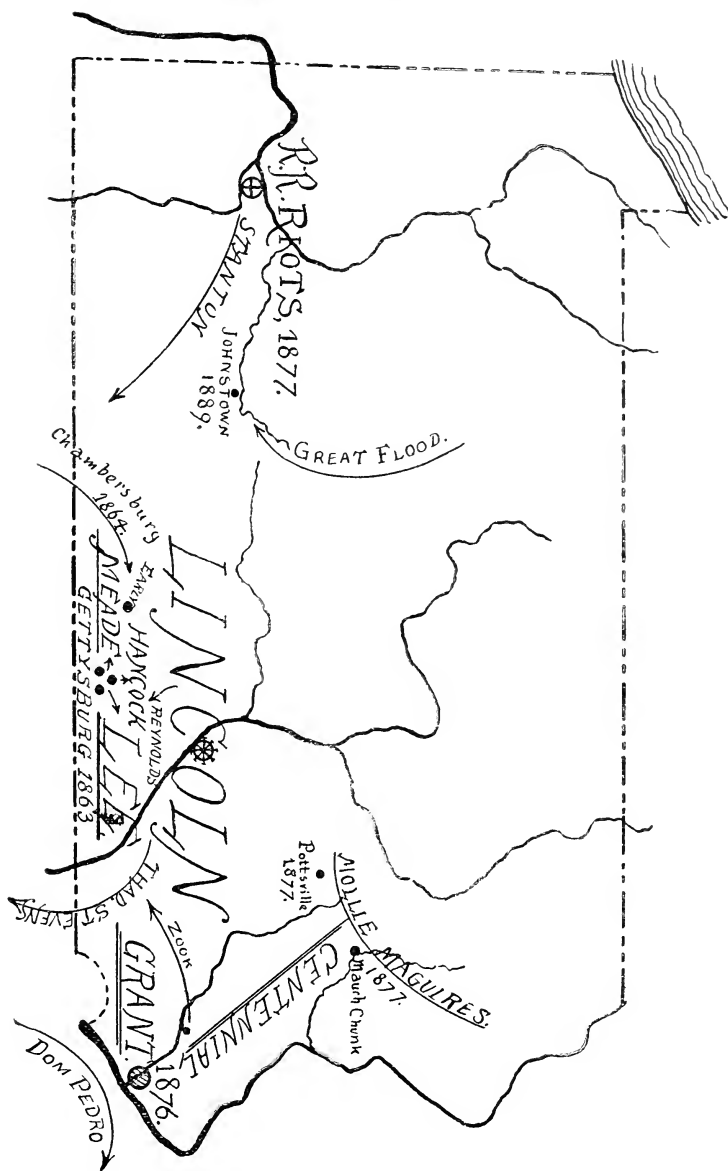 R.R. RIOTS, 1877.
STANTON
JOHNSTOWN
1889.
GREAT FLOOD.
Chambersburg
1864.
EARLY
LINCOLN
HANCOCK
REYNOLDS
MEADE
LEE
GETTYSBURG 1863
THAD. STEVENS
Pottsville
1877.
MOLLIE MAGUIRES.
1877.
Mauch Chunk
ZOOK
CENTENNIAL
1876.
GRANT.
DOM PEDRO